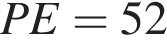 PE = 52